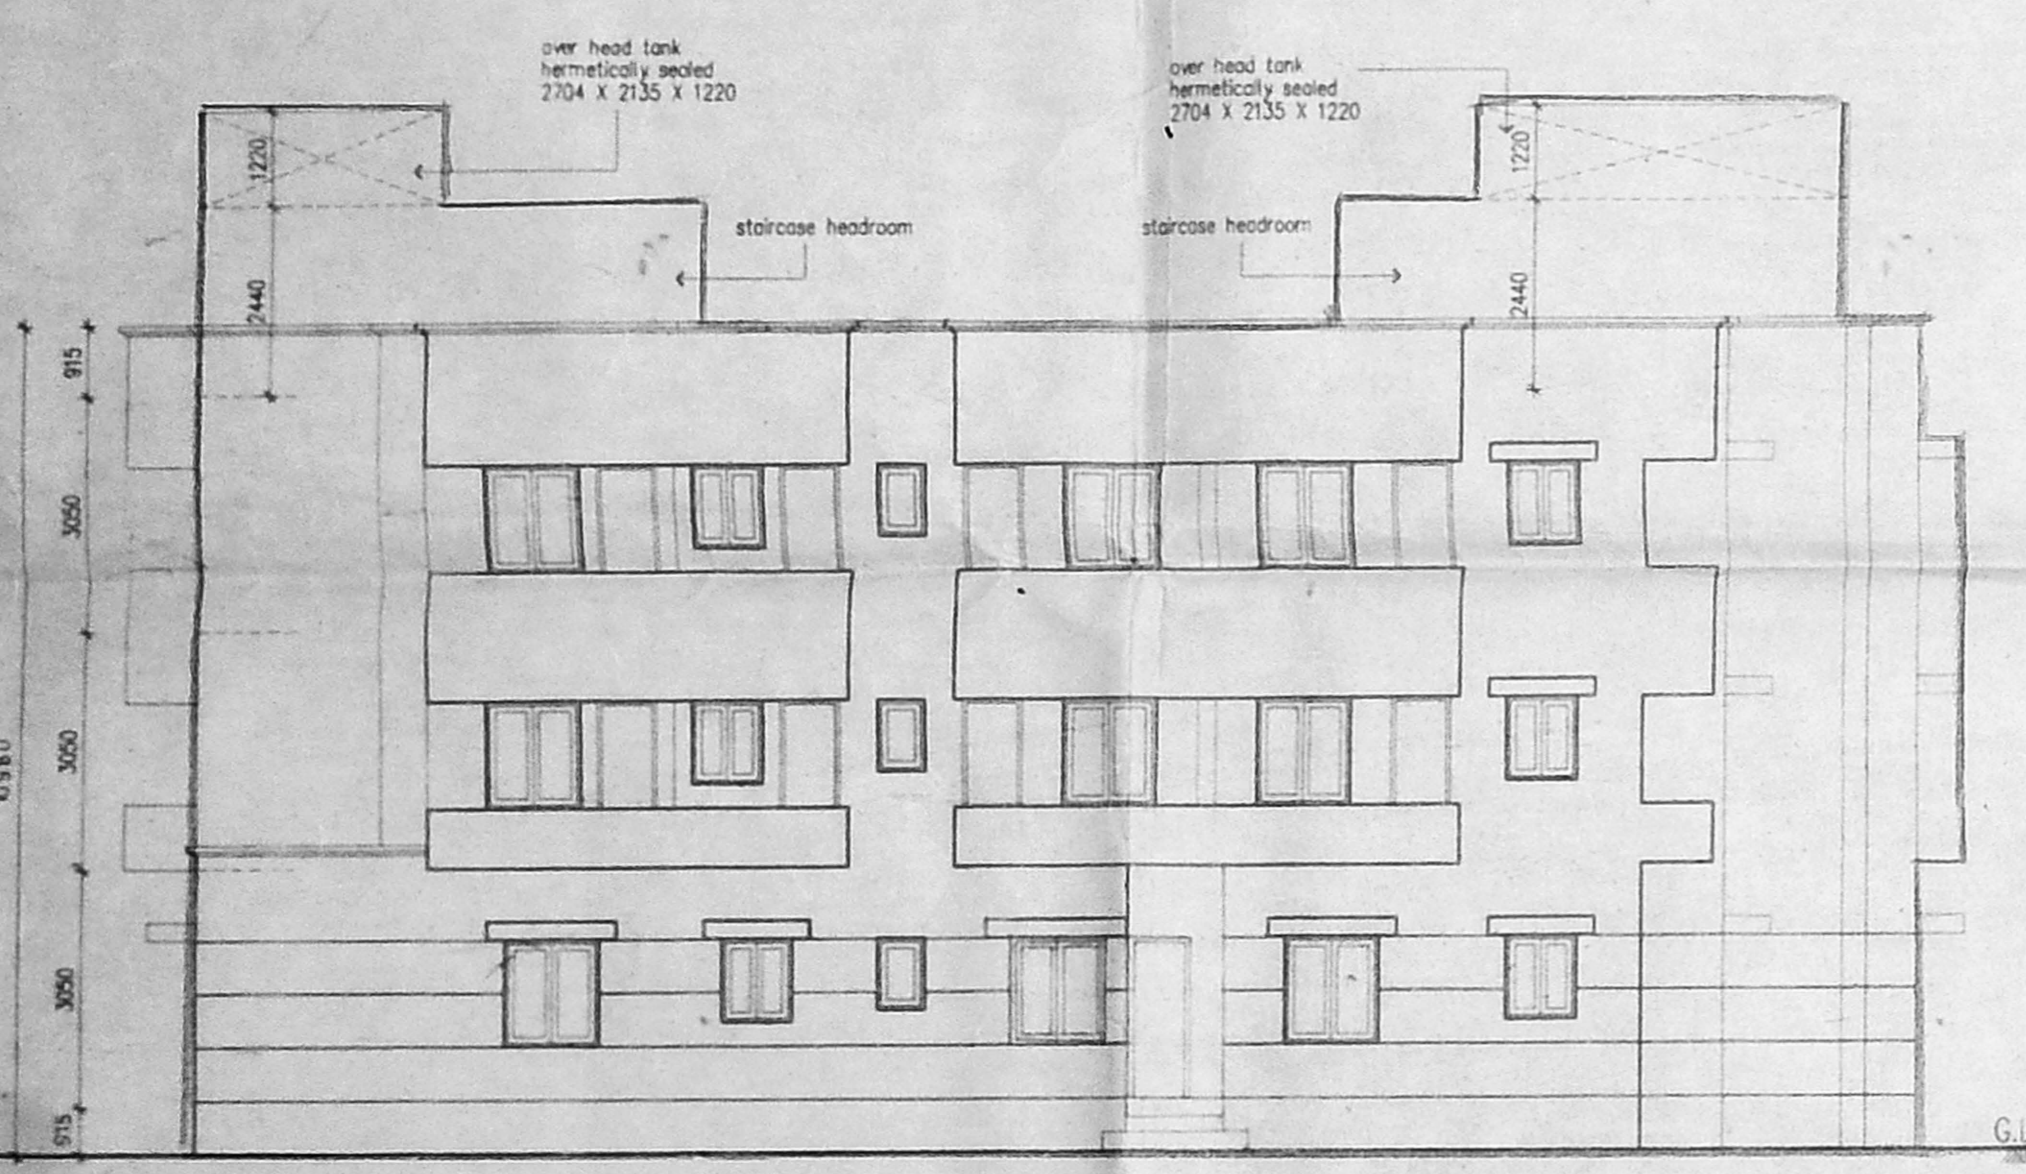 over head tank
hermetically sealed
2704 X 2135 X 1220
over head tank
hermetically sealed
2704 X 2135 X 1220
1220
1220
staircase headroom
staircase headroom
2440
2440
915
3050
3050
3050
915